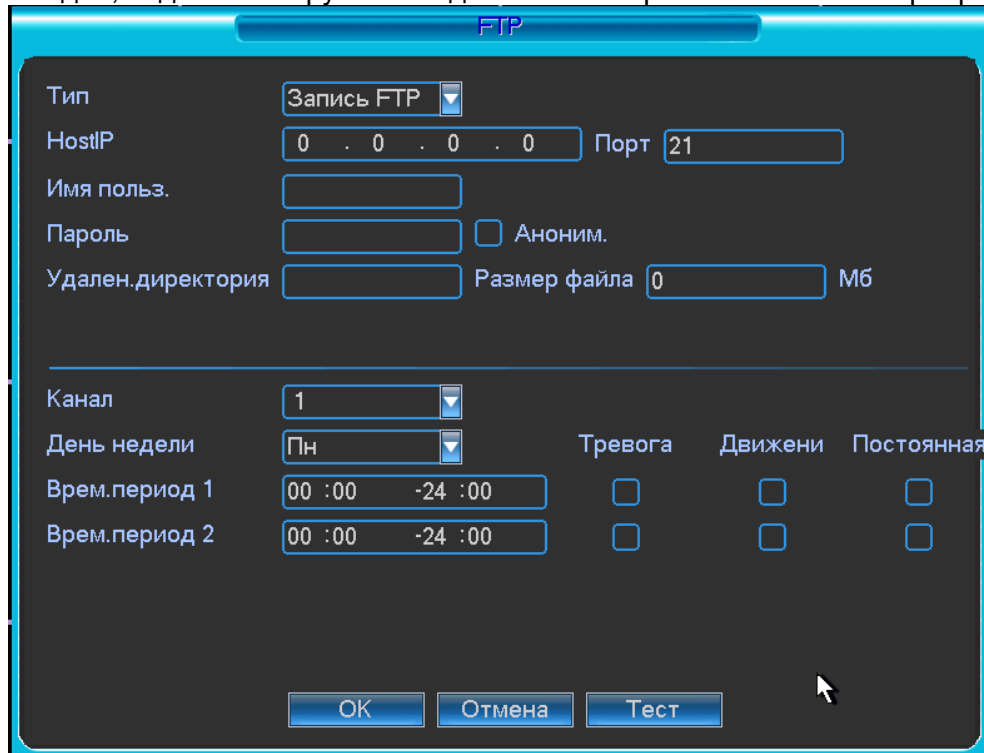 FTP
Тип Запись FTP
HostIP 0 . 0 . 0 . 0 Порт 21
Имя польз.
Пароль Аноним.
Удален.директория Размер файла 0 Мб
Канал 1
День недели Пн Тревога Движени Постоянная
Врем.период 1 00 :00 -24 :00
Врем.период 2 00 :00 -24 :00
OK Отмена Тест